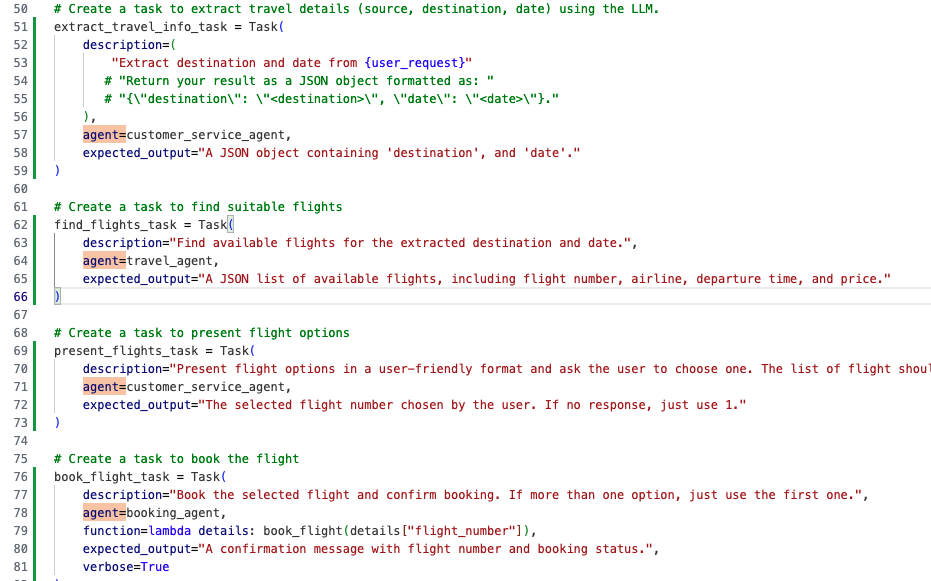 50 # Create a task to extract travel details (source, destination, date) using the LLM.
51 extract_travel_info_task = Task(
52     description=(
53         "Extract destination and date from {user_request}"
54        # "Return your result as a JSON object formatted as: "
55        # "{\"destination\": \"<destination>\", \"date\": \"<date>\"}."
56     ),
57     agent=customer_service_agent,
58     expected_output="A JSON object containing 'destination', and 'date'."
59 )
60
61 # Create a task to find suitable flights
62 find_flights_task = Task(
63     description="Find available flights for the extracted destination and date.",
64     agent=travel_agent,
65     expected_output="A JSON list of available flights, including flight number, airline, departure time, and price."
66 )
67
68 # Create a task to present flight options
69 present_flights_task = Task(
70     description="Present flight options in a user-friendly format and ask the user to choose one. The list of flight shoul
71     agent=customer_service_agent,
72     expected_output="The selected flight number chosen by the user. If no response, just use 1."
73 )
74
75 # Create a task to book the flight
76 book_flight_task = Task(
77     description="Book the selected flight and confirm booking. If more than one option, just use the first one.",
78     agent=booking_agent,
79     function=lambda details: book_flight(details["flight_number"]),
80     expected_output="A confirmation message with flight number and booking status.",
81     verbose=True